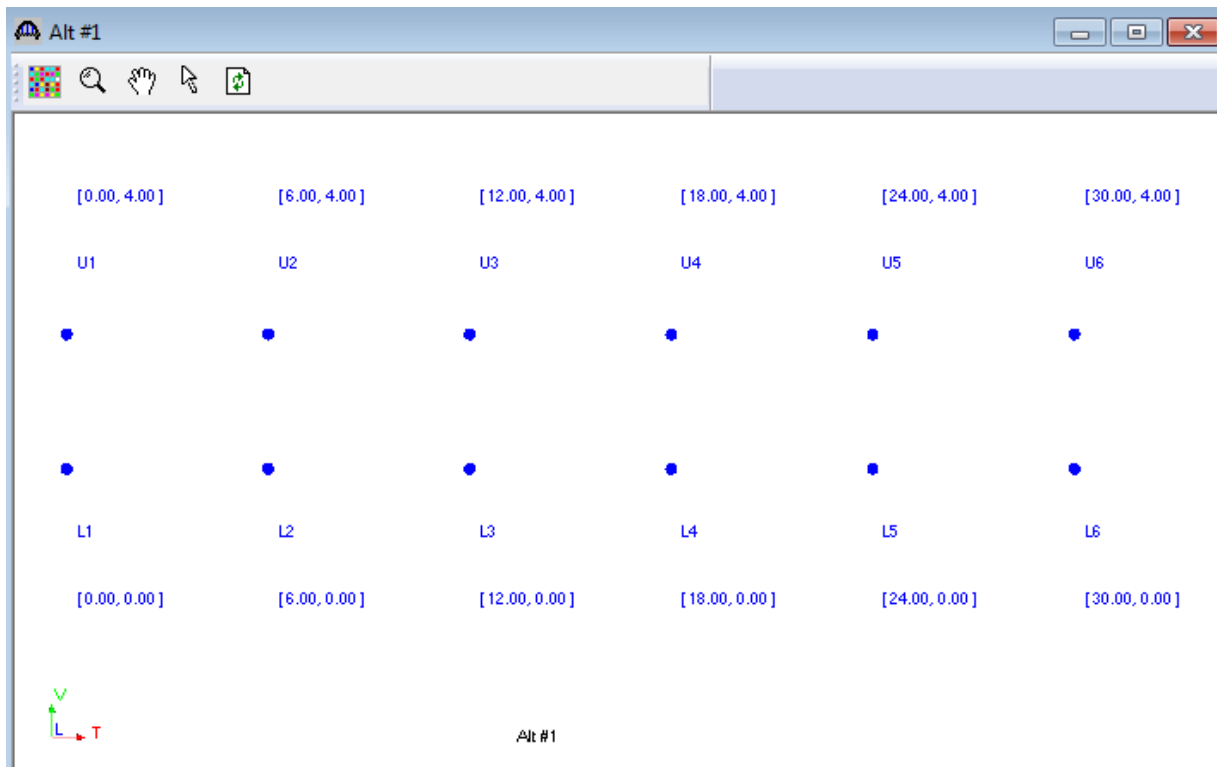 Alt #1
[0.00, 4.00 ] [6.00, 4.00 ] [12.00, 4.00 ] [18.00, 4.00 ] [24.00, 4.00 ] [30.00, 4.00 ]
U1 U2 U3 U4 U5 U6
L1 L2 L3 L4 L5 L6
[0.00, 0.00 ] [6.00, 0.00 ] [12.00, 0.00 ] [18.00, 0.00 ] [24.00, 0.00 ] [30.00, 0.00 ]
V
L T
Alt #1